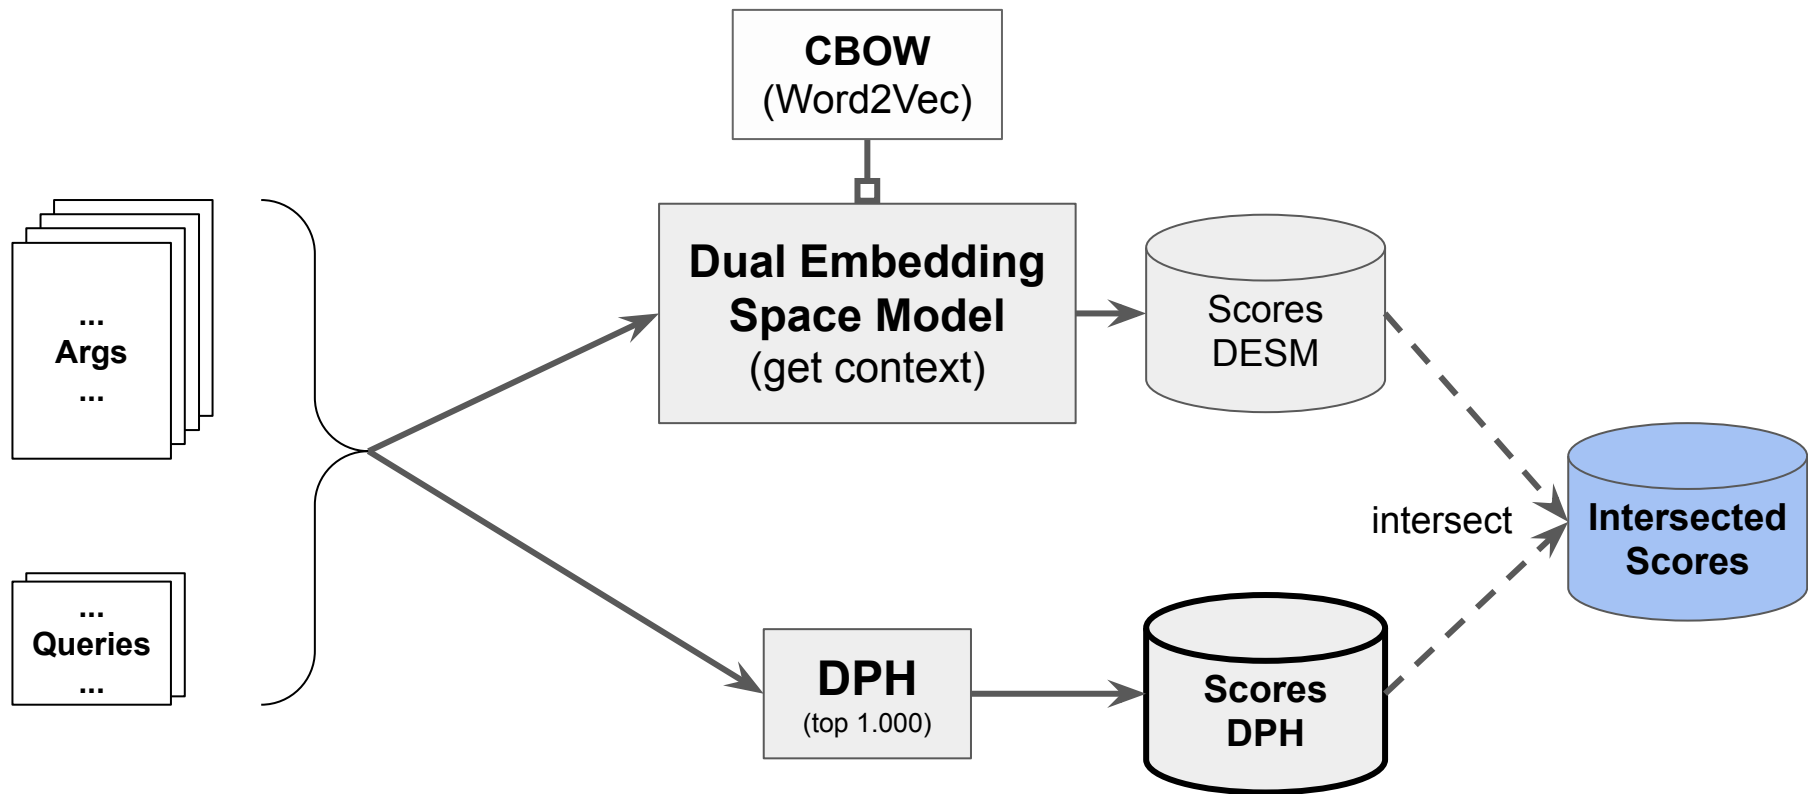 CBOW
(Word2Vec)
...
Args
...
Dual Embedding
Space Model
(get context)
Scores
DESM
intersect
Intersected
Scores
...
Queries
...
DPH
(top 1.000)
Scores
DPH